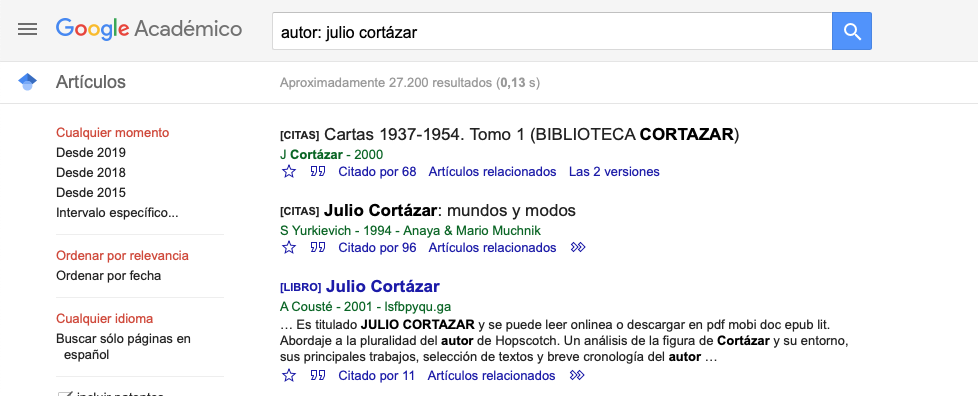 Google Académico
autor: julio cortázar
Artículos
Aproximadamente 27.200 resultados (0,13 s)
Cualquier momento
Desde 2019
Desde 2018
Desde 2015
Intervalo específico...
Ordenar por relevancia
Ordenar por fecha
Cualquier idioma
Buscar sólo páginas en
español
incluir patentes
[CITAS] Cartas 1937-1954. Tomo 1 (BIBLIOTECA CORTAZAR)
J Cortázar - 2000
Citado por 68 Artículos relacionados Las 2 versiones
[CITAS] Julio Cortázar: mundos y modos
S Yurkievich - 1994 - Anaya & Mario Muchnik
Citado por 96 Artículos relacionados
[LIBRO] Julio Cortázar
A Cousté - 2001 - lsfbpyqu.ga
… Es titulado JULIO CORTAZAR y se puede leer onlinea o descargar en pdf mobi doc epub lit.
Abordaje a la pluralidad del autor de Hopscotch. Un análisis de la figura de Cortázar y su entorno,
sus principales trabajos, selección de textos y breve cronología del autor …
Citado por 11 Artículos relacionados